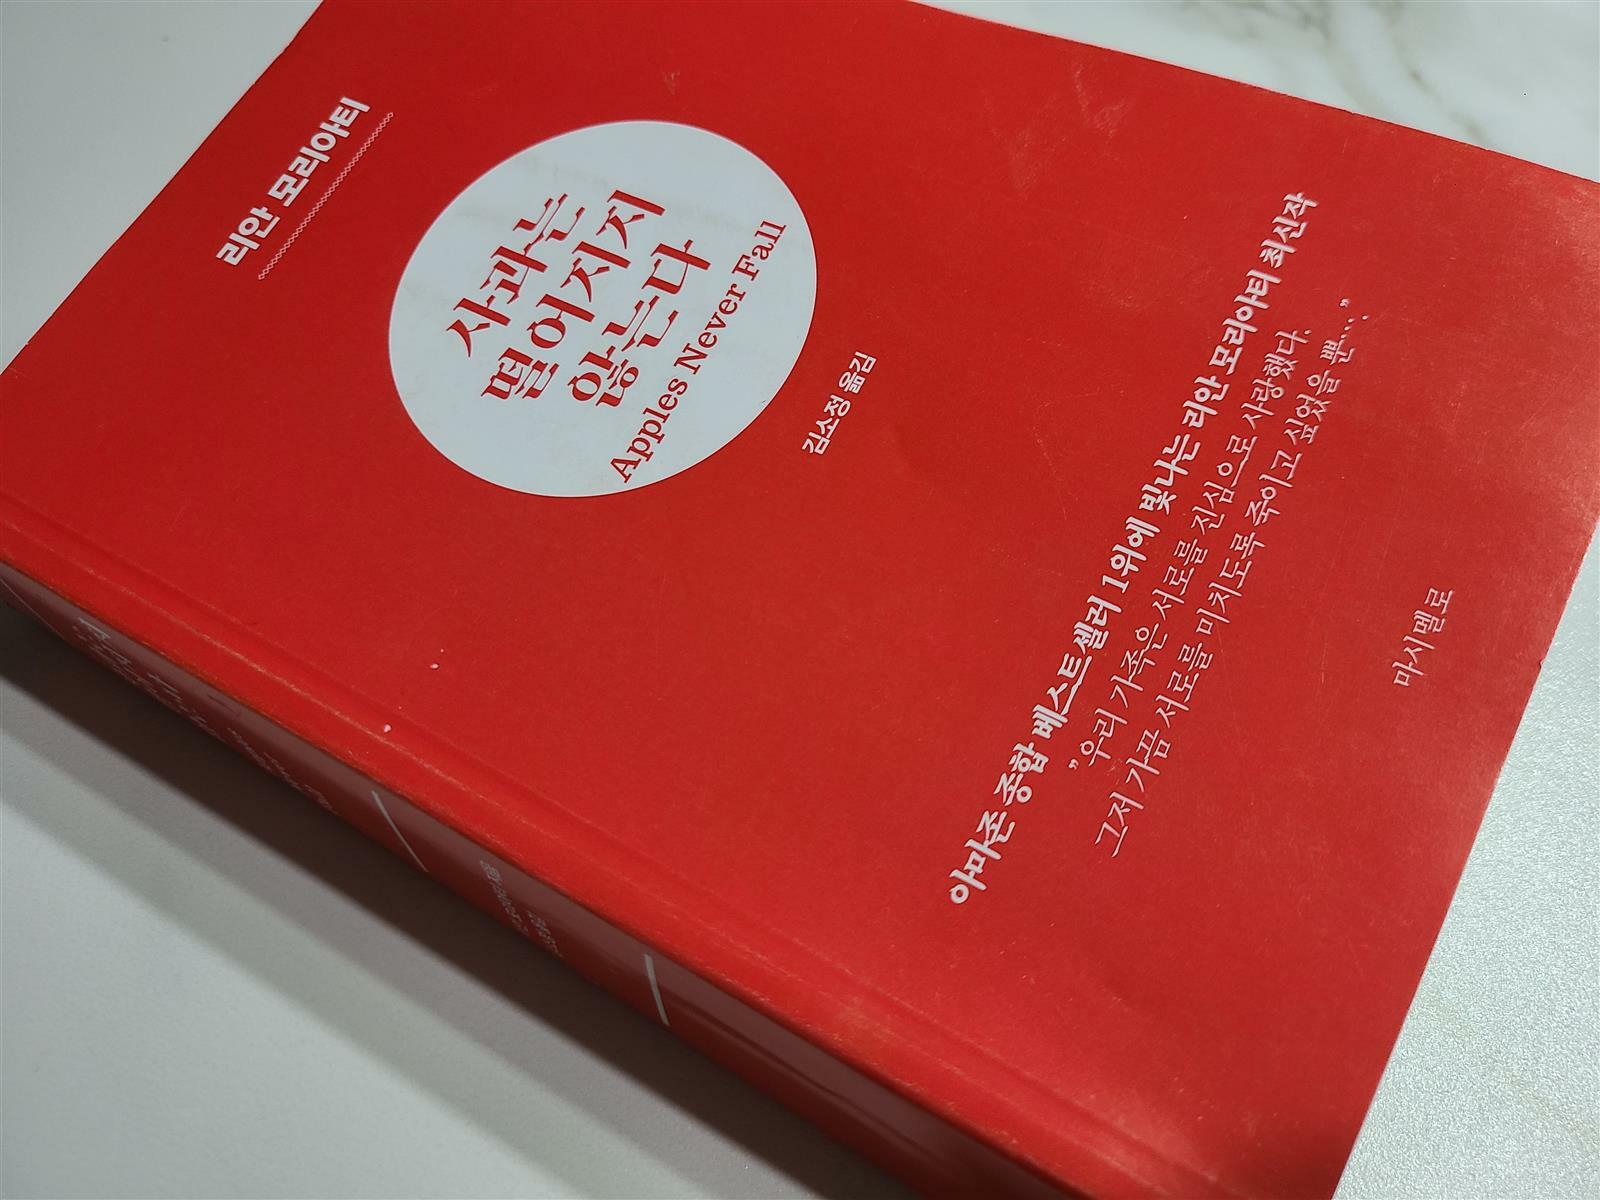 리안 모리아티
사과는
떨어지지
않는다
Apples Never Fall
김소정 옮김
아마존 종합 베스트셀러 1위에 빛나는 리안 모리아티 최신작
"우리 가족은 서로를 진심으로 사랑했다.
그저 가끔 서로를 미치도록 죽이고 싶었을 뿐…."
마시멜로